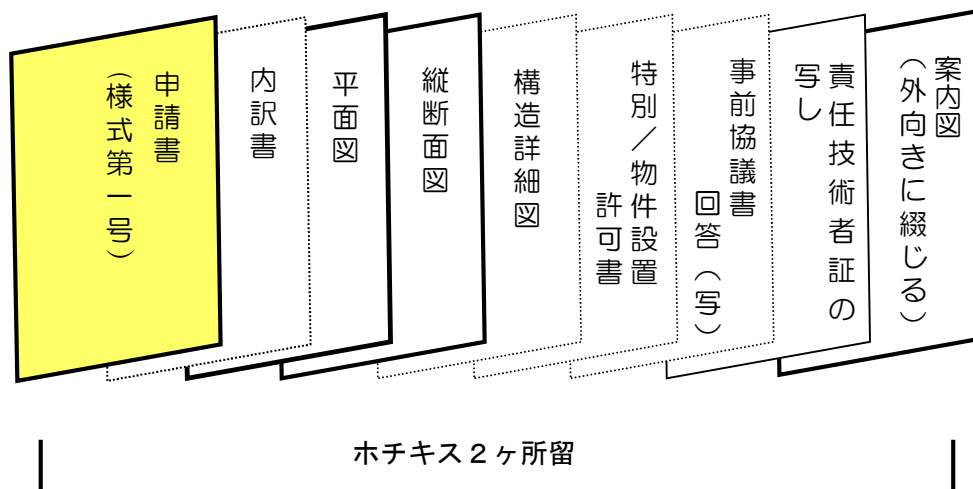 申請書
（様式第一号）
内訳書
平面図
縦断面図
構造詳細図
特別／物件設置
許可書
事前協議書
回答（写）
責任技術者証の
写し
案内図
（外向きに綴じる）
ホチキス２ヶ所留